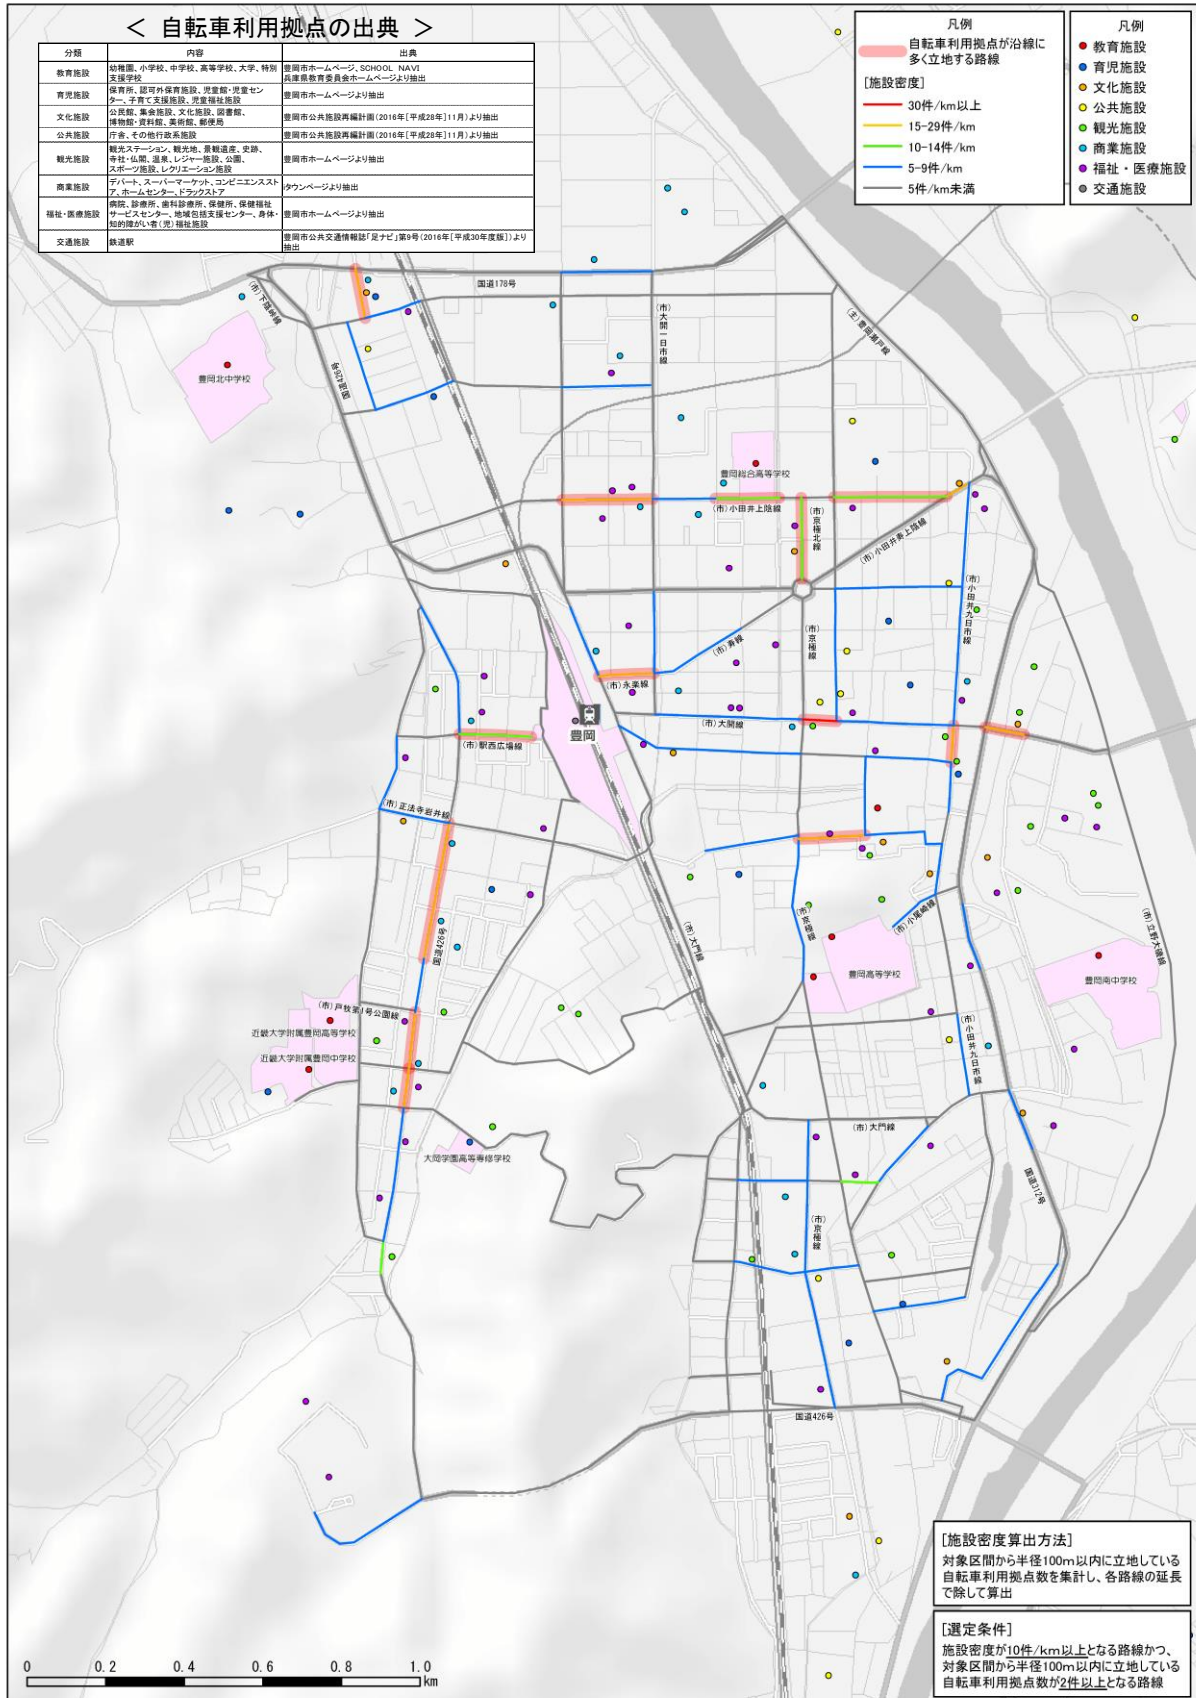 ＜ 自転車利用拠点の出典 ＞
分類 内容 出典
教育施設 幼稚園、小学校、中学校、高等学校、大学、特別支援学校 豊岡市ホームページ、SCHOOL NAVI 兵庫県教育委員会ホームページより抽出
育児施設 保育所、認可外保育施設、児童館・児童センター、子育て支援施設、児童福祉施設 豊岡市ホームページより抽出
文化施設 公民館、集会施設、文化施設、図書館、博物館・資料館、美術館、郵便局 豊岡市公共施設再編計画(2016年[平成28年]11月)より抽出
公共施設 庁舎、その他行政系施設 豊岡市公共施設再編計画(2016年[平成28年]11月)より抽出
観光施設 観光ステーション、観光地、景観遺産、史跡、寺社・仏閣、温泉、レジャー施設、公園、スポーツ施設、レクリエーション施設 豊岡市ホームページより抽出
商業施設 デパート、スーパーマーケット、コンビニエンスストア、ホームセンター、ドラックストア iタウンページより抽出
福祉・医療施設 病院、診療所、歯科診療所、保健所、保健福祉サービスセンター、地域包括支援センター、身体・知的障がい者(児)福祉施設 豊岡市ホームページより抽出
交通施設 鉄道駅 豊岡市公共交通情報誌「足ナビ」第9号(2016年[平成30年度版])より抽出
凡例
自転車利用拠点が沿線に
多く立地する路線
[施設密度]
30件/km以上
15-29件/km
10-14件/km
5-9件/km
5件/km未満
凡例
教育施設
育児施設
文化施設
公共施設
観光施設
商業施設
福祉・医療施設
交通施設
国道178号
(市)下陰峠線
(市)大開一日市線
(主)豊岡瀬戸線
国道426号
豊岡北中学校
豊岡総合高等学校
(市)小田井上陰線
(市)京極北線
(市)小田井寿上陰線
(市)小田井九日市線
(市)京極線
(市)寿線
(市)永楽線
(市)大開線
豊岡
(市)駅西広場線
(市)正法寺岩井線
国道426号
(市)大門線
(市)京極線
(市)小尾崎線
豊岡高等学校
(市)立野大磯線
豊岡南中学校
(市)戸牧第1号公園線
近畿大学附属豊岡高等学校
近畿大学附属豊岡中学校
(市)小田井九日市線
(市)大門線
大岡学園高等専修学校
国道312号
(市)京極線
国道426号
[施設密度算出方法]
対象区間から半径100m以内に立地している
自転車利用拠点数を集計し、各路線の延長
で除して算出
[選定条件]
施設密度が10件/km以上となる路線かつ、
対象区間から半径100m以内に立地している
自転車利用拠点数が2件以上となる路線
0 0.2 0.4 0.6 0.8 1.0
km